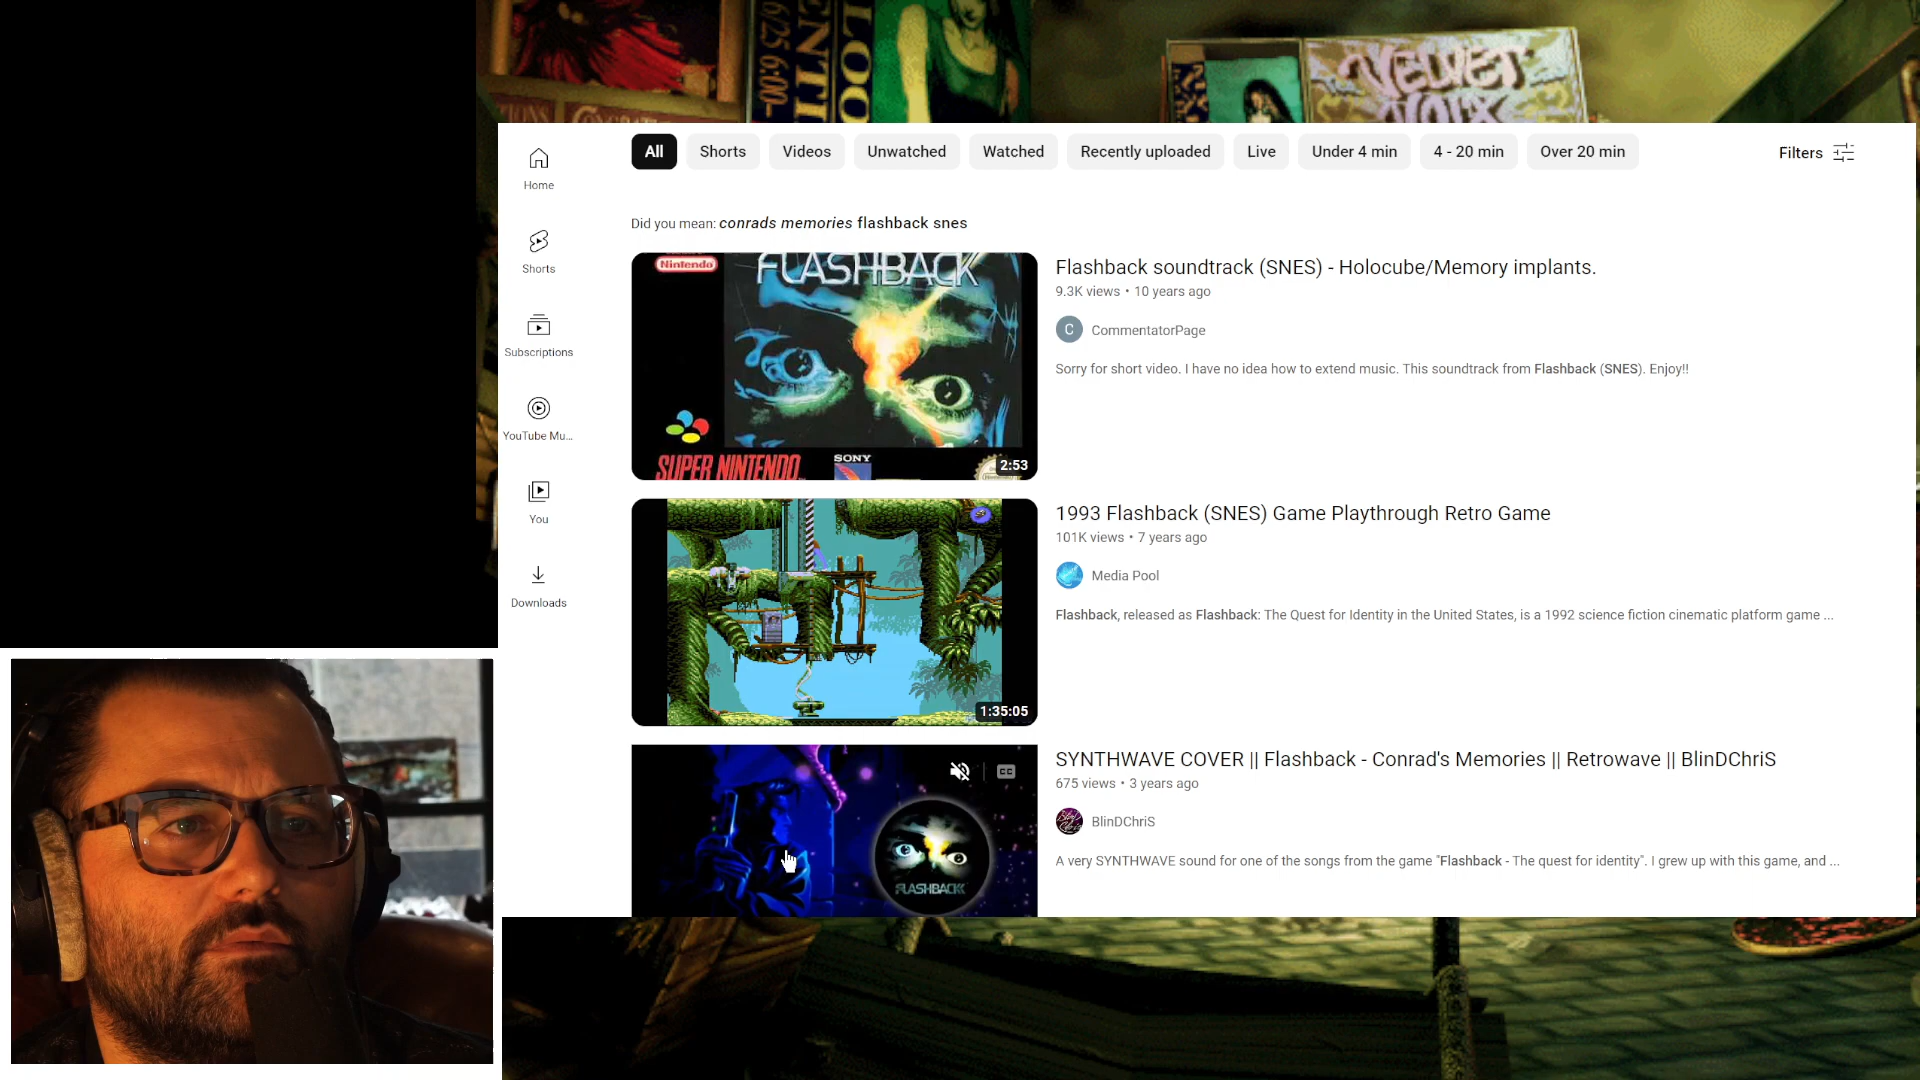 6/25 6:00-
VELVET
All
Shorts
Videos
Unwatched
Watched
Recently uploaded
Live
Under 4 min
4 - 20 min
Over 20 min
Filters
Home
Shorts
Subscriptions
YouTube Mu...
You
Downloads
Did you mean: conrads memories flashback snes
Nintendo
FLASHBACK
SUPER NINTENDO
SONY
2:53
Flashback soundtrack (SNES) - Holocube/Memory implants.
9.3K views • 10 years ago
C
CommentatorPage
Sorry for short video. I have no idea how to extend music. This soundtrack from Flashback (SNES). Enjoy!!
1:35:05
1993 Flashback (SNES) Game Playthrough Retro Game
101K views • 7 years ago
Media Pool
Flashback, released as Flashback: The Quest for Identity in the United States, is a 1992 science fiction cinematic platform game ...
CC
FLASHBACK
SYNTHWAVE COVER || Flashback - Conrad's Memories || Retrowave || BlinDChriS
675 views • 3 years ago
BlinDChriS
A very SYNTHWAVE sound for one of the songs from the game "Flashback - The quest for identity". I grew up with this game, and ...